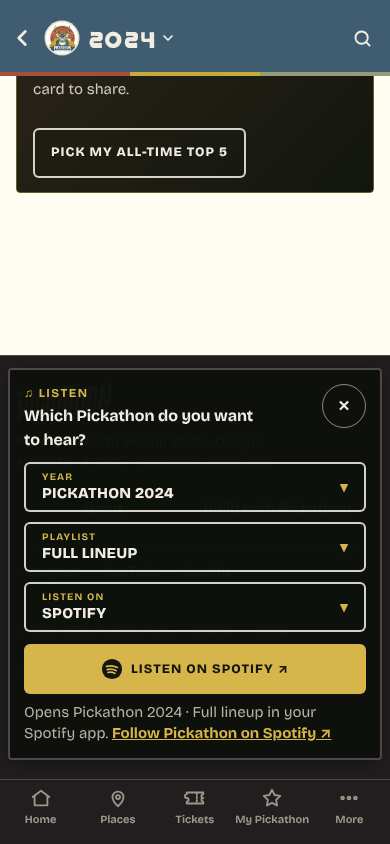 2024
card to share.
PICK MY ALL-TIME TOP 5
♫ LISTEN
Which Pickathon do you want
to hear?
×
YEAR
PICKATHON 2024
PLAYLIST
FULL LINEUP
LISTEN ON
SPOTIFY
LISTEN ON SPOTIFY ↗
Opens Pickathon 2024 · Full lineup in your
Spotify app. Follow Pickathon on Spotify ↗
Home
Places
Tickets
My Pickathon
More